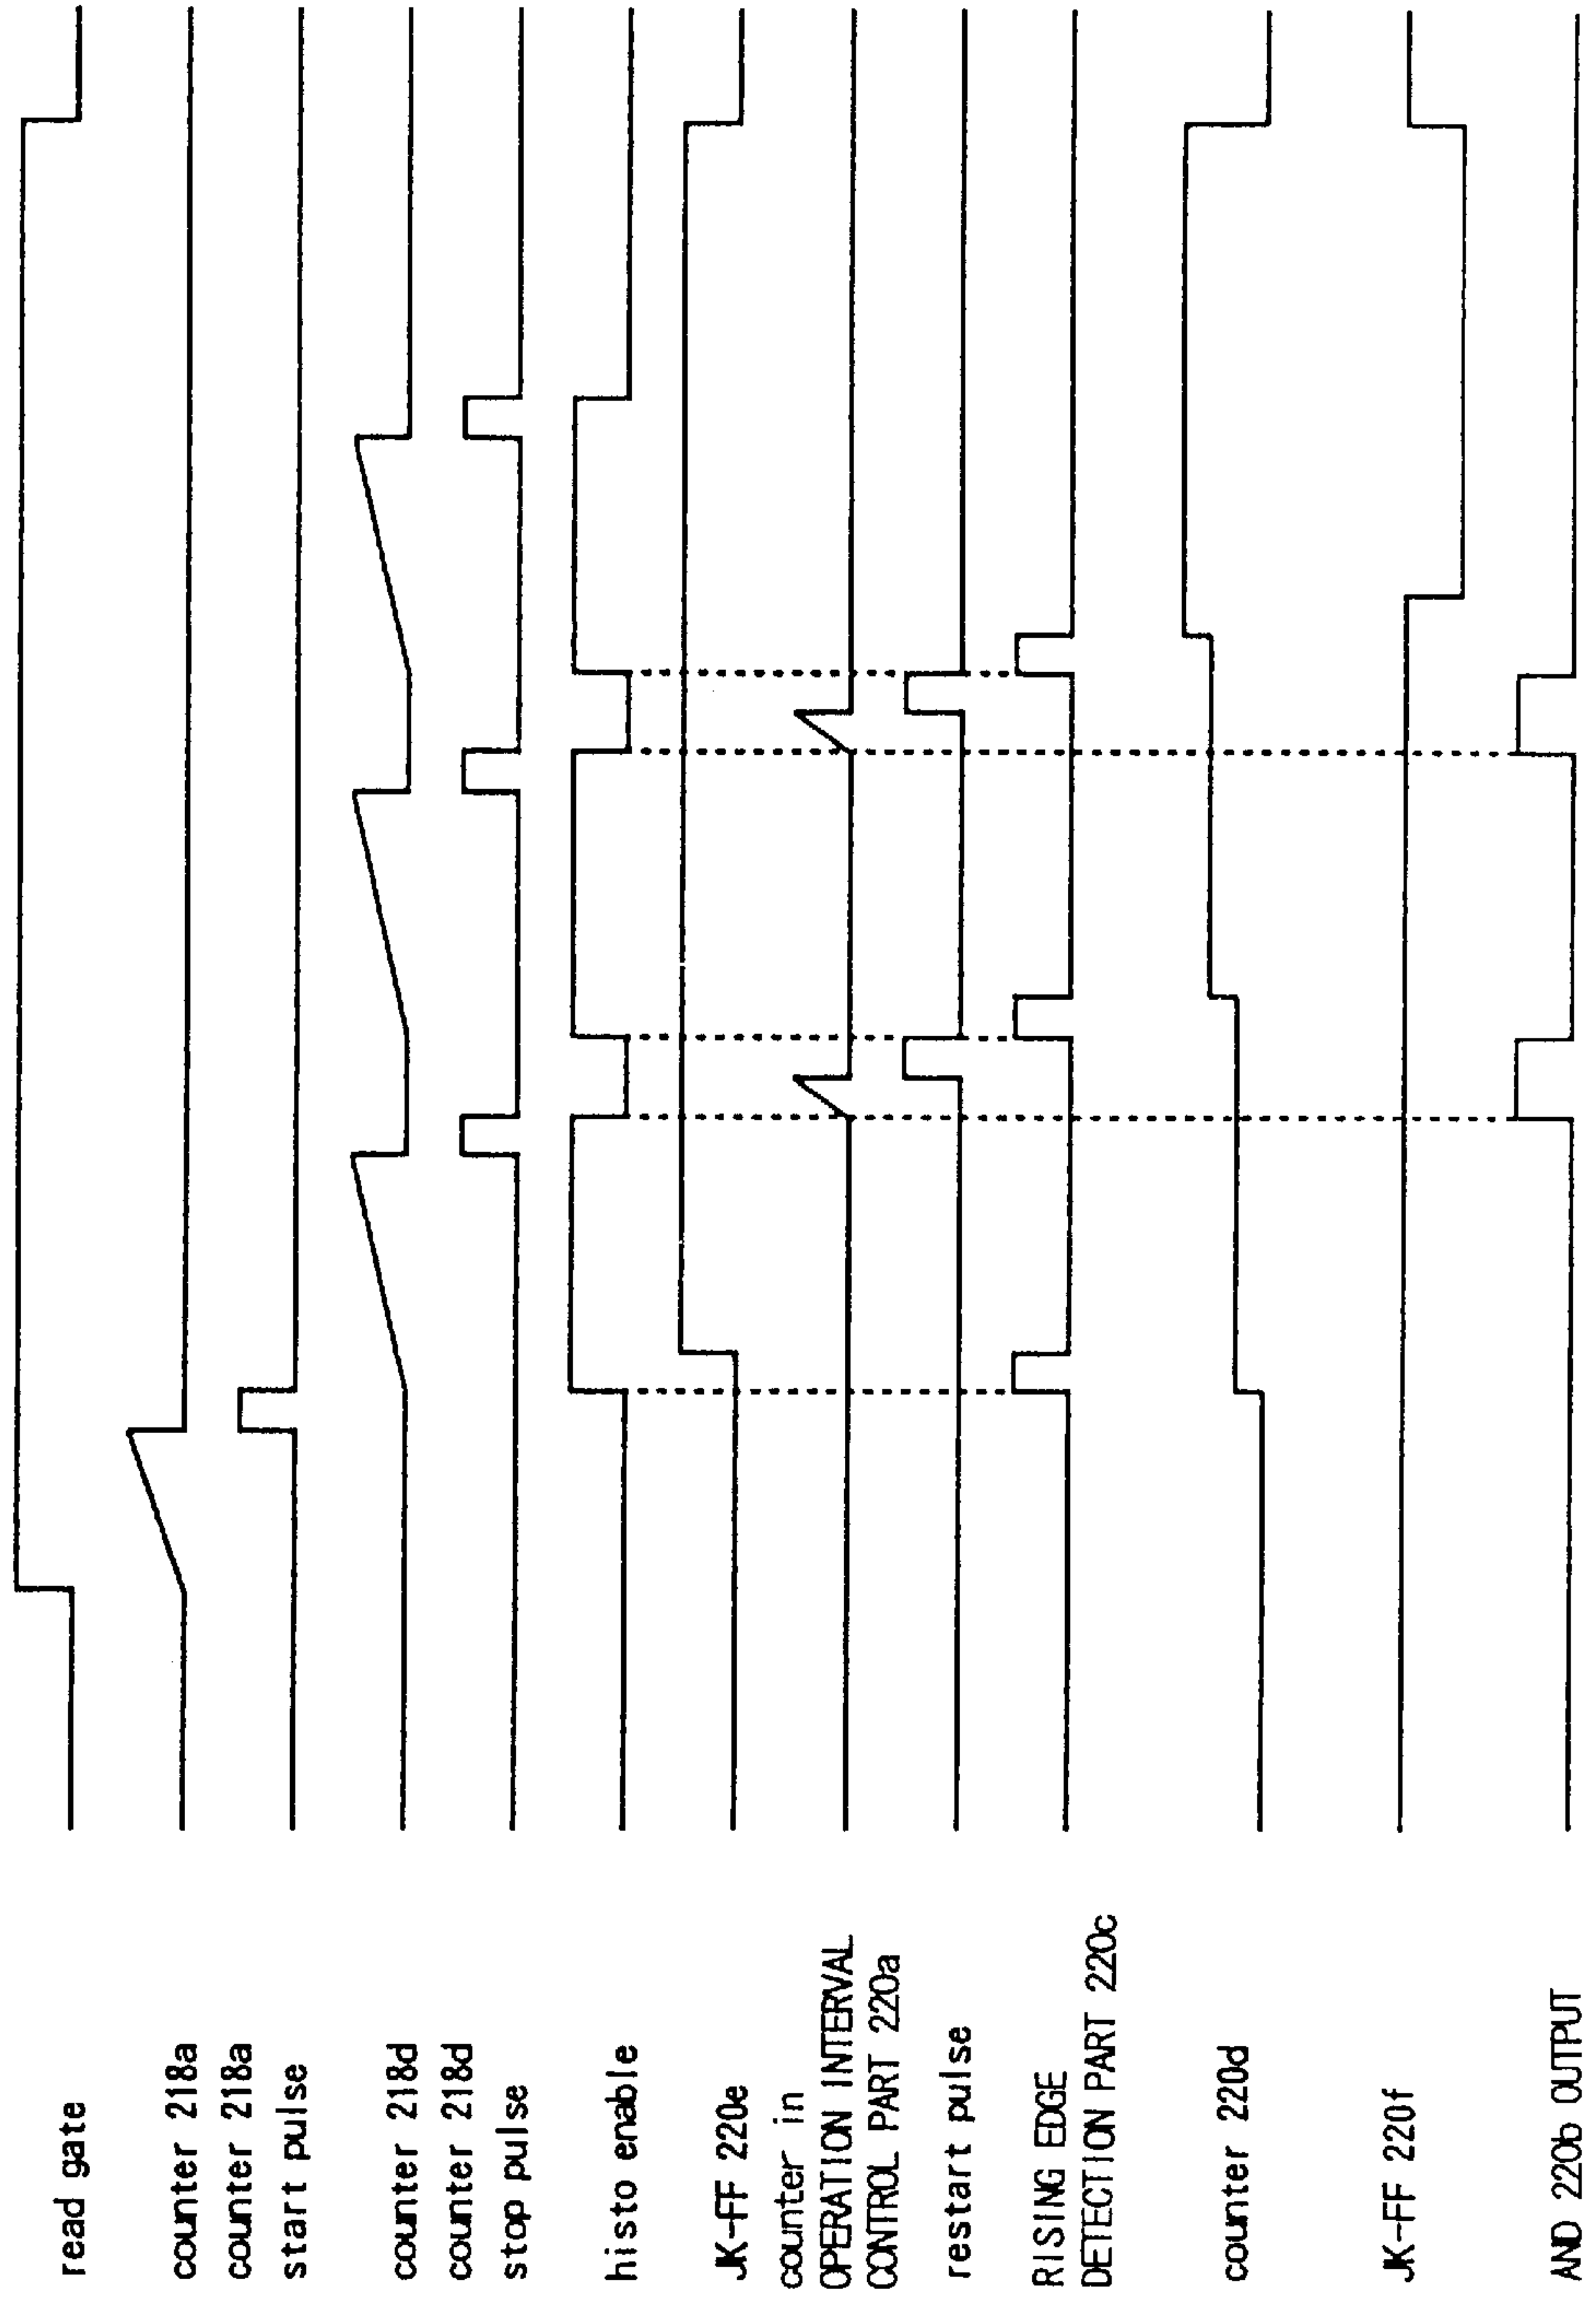 read gate
counter 218a
counter 218a
start pulse
counter 218d
counter 218d
stop pulse
histo enable
JK-FF 220e
counter in
OPERATION INTERVAL
CONTROL PART 220a
restart pulse
RISING EDGE
DETECTION PART 220c
counter 220d
JK-FF 220f
AND 220b OUTPUT